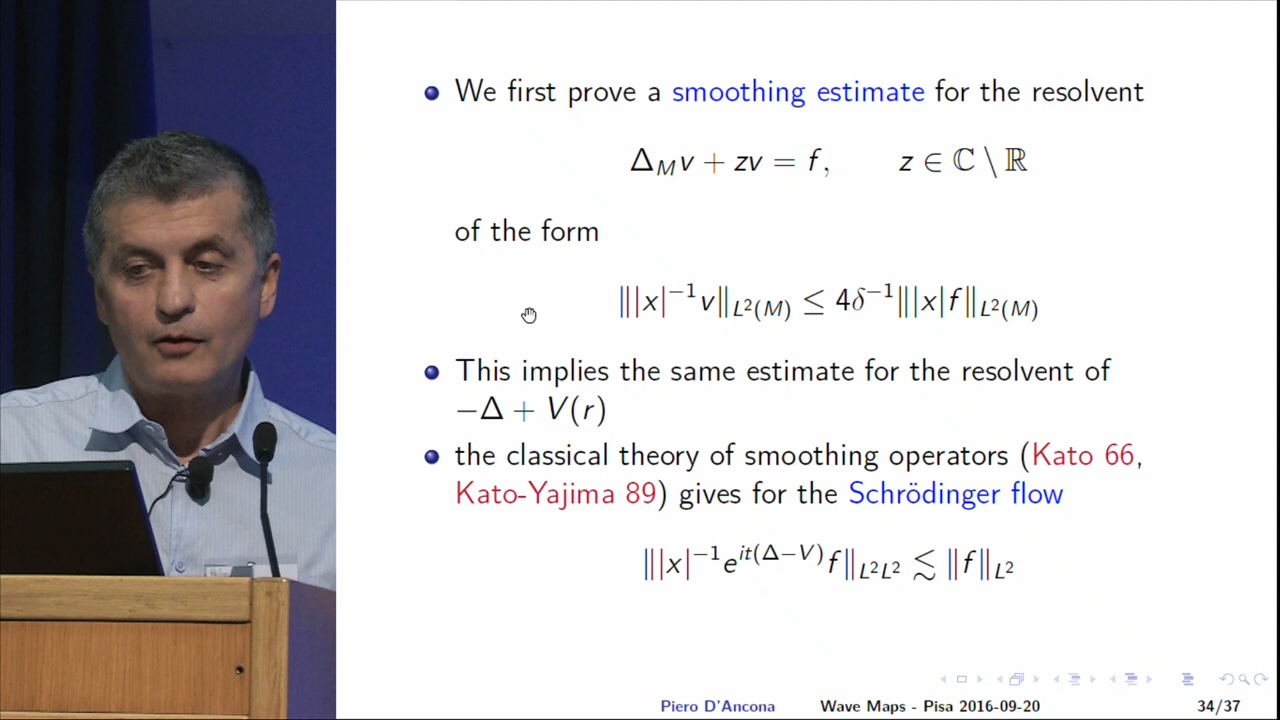 We first prove a smoothing estimate for the resolvent
Δ_M v + zv = f, z ∈ ℂ \ ℝ
of the form
‖|x|⁻¹v‖_{L²(M)} ≤ 4δ⁻¹‖|x|f‖_{L²(M)}
This implies the same estimate for the resolvent of
−Δ + V(r)
the classical theory of smoothing operators (Kato 66,
Kato-Yajima 89) gives for the Schrödinger flow
‖|x|⁻¹e^{it(Δ−V)}f‖_{L²L²} ≲ ‖f‖_{L²}
Piero D'Ancona Wave Maps - Pisa 2016-09-20 34/37